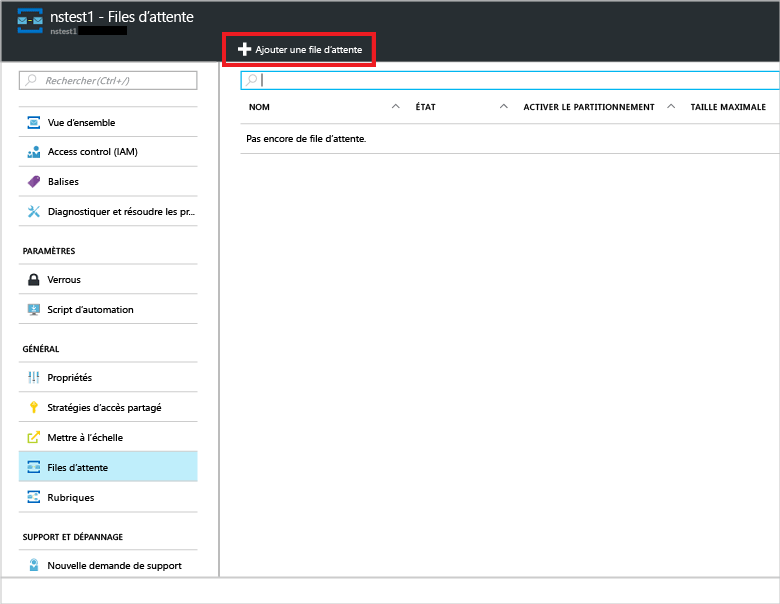 nstest1 - Files d'attente
nstest1
Ajouter une file d'attente
Rechercher (Ctrl+/)
Vue d'ensemble
Access control (IAM)
Balises
Diagnostiquer et résoudre les pr...
PARAMÈTRES
Verrous
Script d'automation
GÉNÉRAL
Propriétés
Stratégies d'accès partagé
Mettre à l'échelle
Files d'attente
Rubriques
SUPPORT ET DÉPANNAGE
Nouvelle demande de support
NOM ÉTAT ACTIVER LE PARTITIONNEMENT TAILLE MAXIMALE
Pas encore de file d'attente.